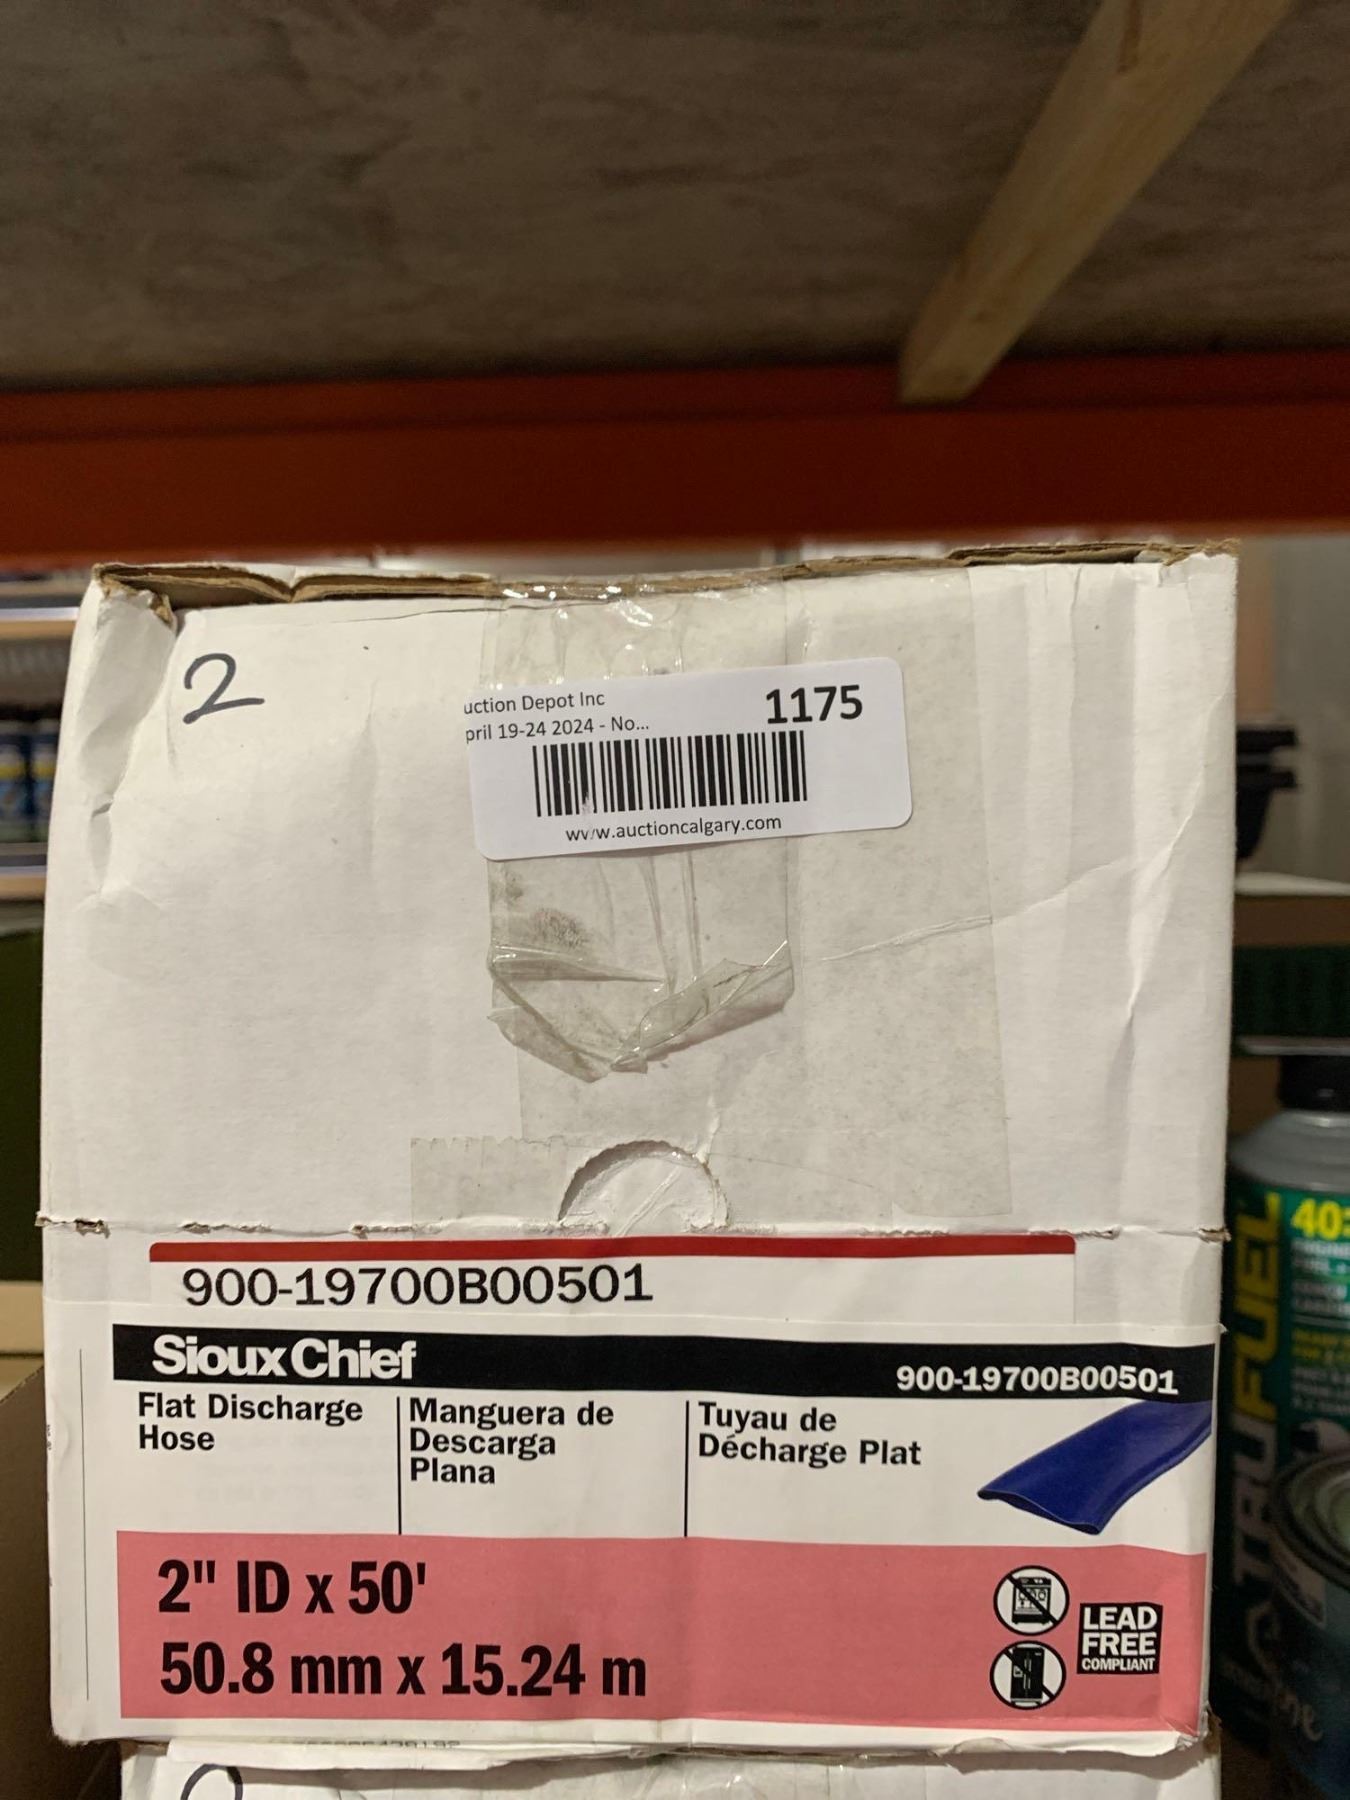 2
uction Depot Inc
1175
pril 19-24 2024 - No...
www.auctioncalgary.com
900-19700B00501
SiouxChief
900-19700B00501
Flat Discharge
Hose
Manguera de
Descarga
Plana
Tuyau de
Décharge Plat
2" ID x 50'
50.8 mm x 15.24 m
LEAD
FREE
COMPLIANT
TRUFUEL
40: